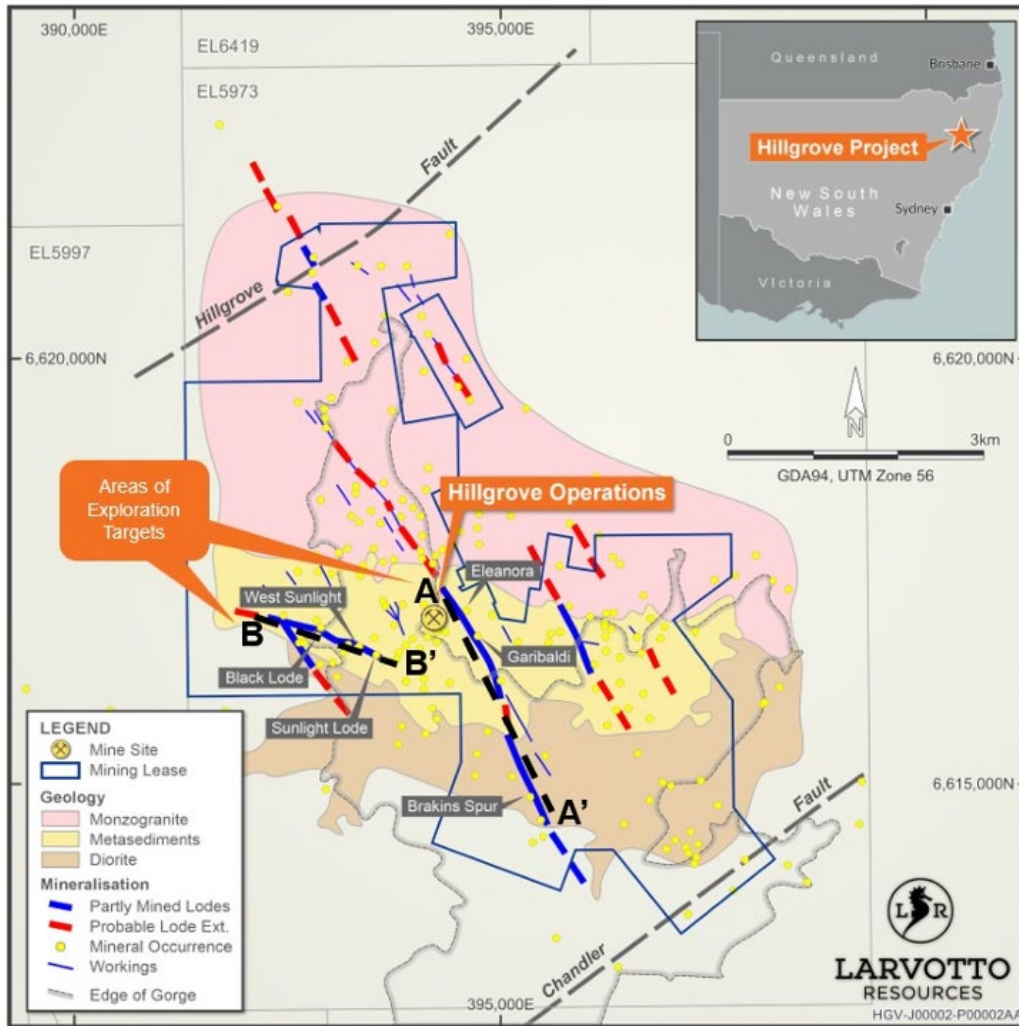 390,000E
395,000E
EL6419
EL5973
EL5997
Queensland
Brisbane
Hillgrove Project
New South
Wales
Sydney
Victoria
Hillgrove
Fault
6,620,000N
6,620,000N
N
0
3km
GDA94, UTM Zone 56
Areas of
Exploration
Targets
Hillgrove Operations
A
Eleanora
West Sunlight
B
B'
Garibaldi
Black Lode
Sunlight Lode
Brakins Spur
A'
6,615,000N
Chandler
Fault
LEGEND
Mine Site
Mining Lease
Geology
Monzogranite
Metasediments
Diorite
Mineralisation
Partly Mined Lodes
Probable Lode Ext.
Mineral Occurrence
Workings
Edge of Gorge
395,000E
L R
LARVOTTO
RESOURCES
HGV-J00002-P00002AA